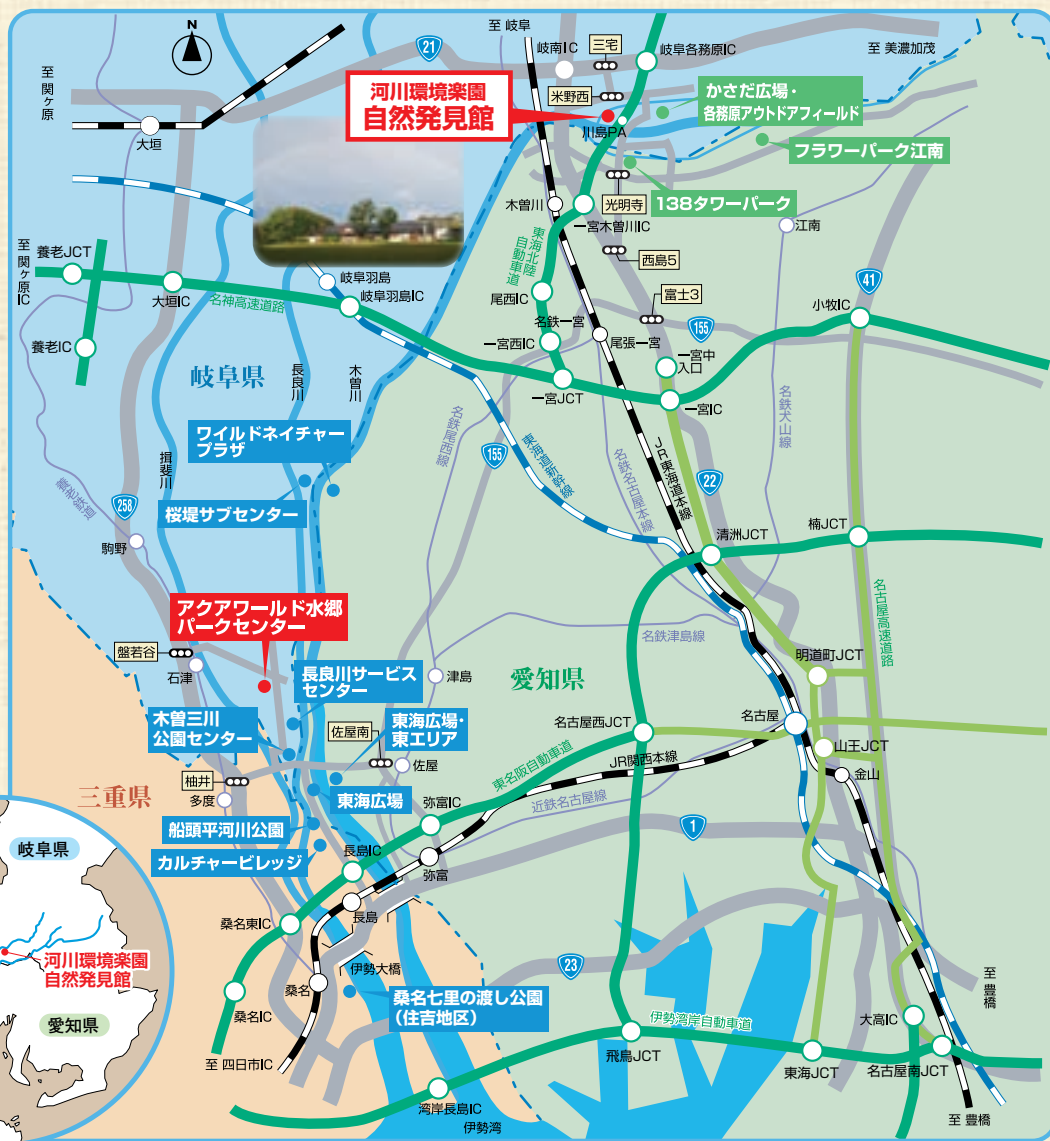 N
至 関ヶ原
大垣
21
至 岐阜
岐南IC
三宅
岐阜各務原IC
至 美濃加茂
河川環境楽園
自然発見館
米野西
川島PA
かさだ広場・
各務原アウトドアフィールド
フラワーパーク江南
138タワーパーク
光明寺
木曽川
一宮木曽川IC
江南
西島5
東海北陸
自動車道
至 関ヶ原IC
養老JCT
大垣IC
名神高速道路
岐阜羽島
岐阜羽島IC
尾西IC
名鉄一宮
富士3
155
41
小牧IC
養老IC
一宮西IC
尾張一宮
一宮中
入口
岐阜県
長良川
木曽川
一宮JCT
一宮IC
名鉄犬山線
ワイルドネイチャー
プラザ
名鉄尾西線
155
東海道新幹線
名鉄名古屋本線
JR東海道本線
22
揖斐川
養老鉄道
258
桜堤サブセンター
駒野
清洲JCT
楠JCT
アクアワールド水郷
パークセンター
名鉄津島線
名古屋高速道路
盤若谷
石津
長良川サービス
センター
津島
愛知県
明道町JCT
木曽三川
公園センター
佐屋南
東海広場・
東エリア
名古屋西JCT
名古屋
佐屋
東名阪自動車道
JR関西本線
山王JCT
金山
三重県
柚井
多度
東海広場
弥富IC
近鉄名古屋線
船頭平河川公園
カルチャービレッジ
長島IC
弥富
1
岐阜県
桑名東IC
長島
河川環境楽園
自然発見館
伊勢大橋
23
至 豊橋
桑名
桑名IC
桑名七里の渡し公園
(住吉地区)
愛知県
伊勢湾岸自動車道
大高IC
至 四日市IC
飛島JCT
東海JCT
名古屋南JCT
湾岸長島IC
伊勢湾
至 豊橋